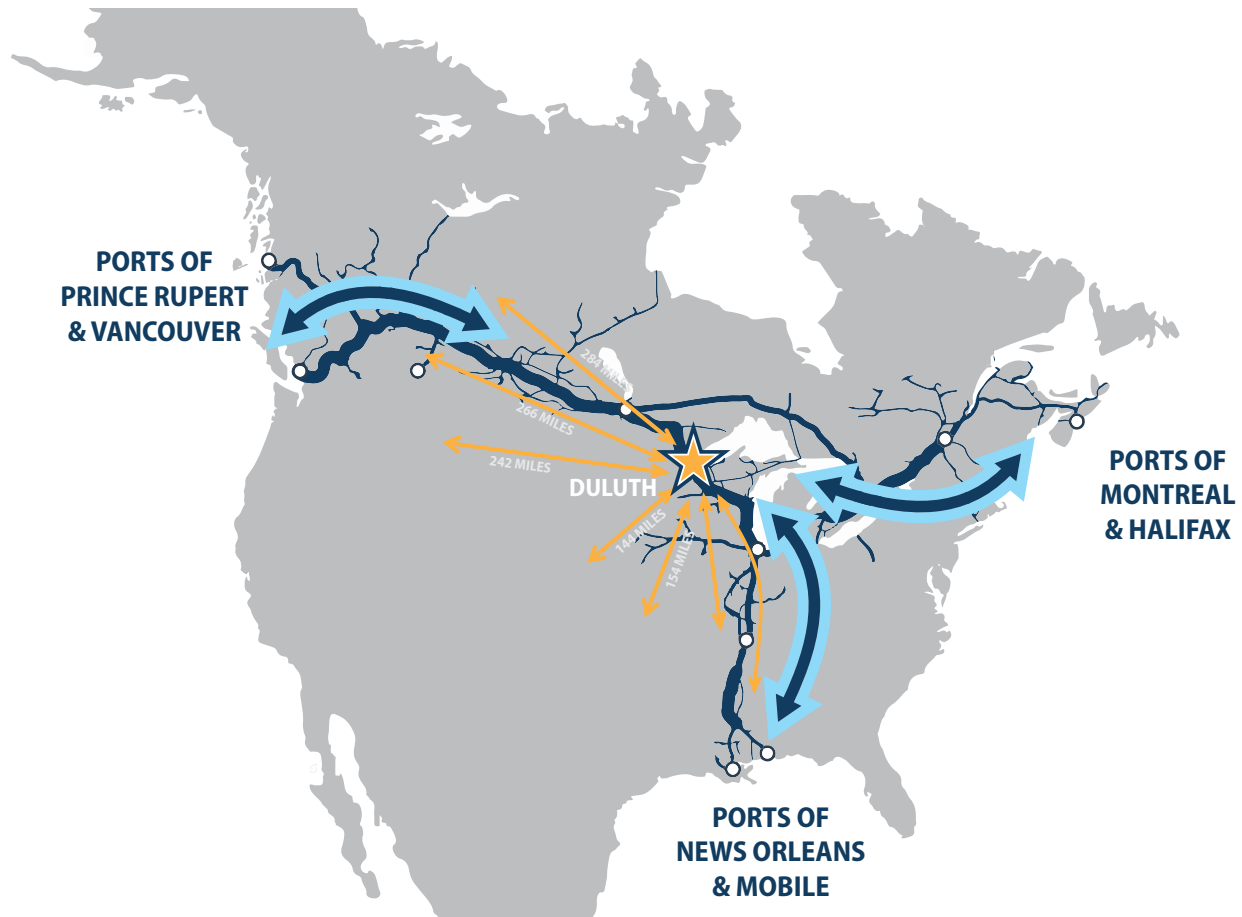 PORTS OF
PRINCE RUPERT
& VANCOUVER
284 MILES
266 MILES
242 MILES
DULUTH
144 MILES
154 MILES
PORTS OF
MONTREAL
& HALIFAX
PORTS OF
NEWS ORLEANS
& MOBILE